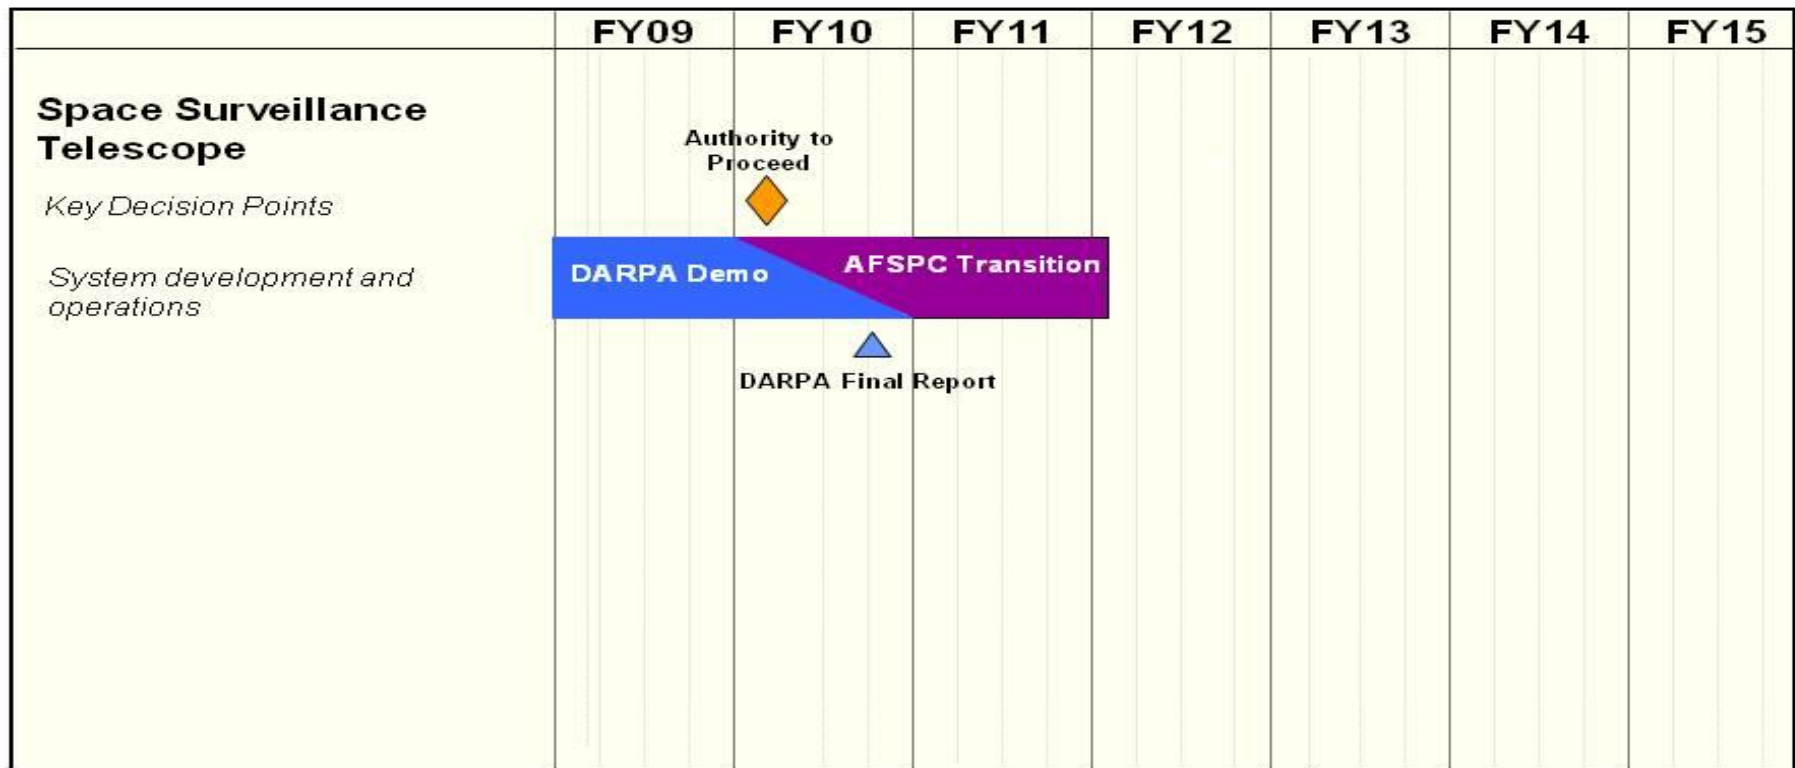 FY09 FY10 FY11 FY12 FY13 FY14 FY15
Space Surveillance
Telescope
Authority to
Proceed
Key Decision Points
DARPA Demo
AFSPC Transition
System development and
operations
DARPA Final Report